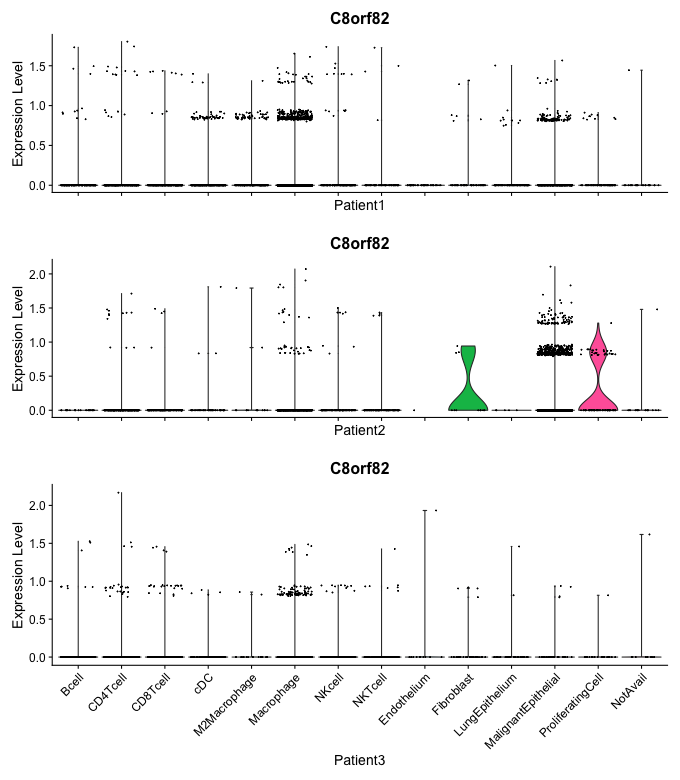 C8orf82
Expression Level
1.5
1.0
0.5
0.0
Patient1
C8orf82
Expression Level
2.0
1.5
1.0
0.5
0.0
Patient2
C8orf82
Expression Level
2.0
1.5
1.0
0.5
0.0
Bcell
CD4Tcell
CD8Tcell
cDC
M2Macrophage
Macrophage
NKcell
NKTcell
Endothelium
Fibroblast
LungEpithelium
MalignantEpithelial
ProliferatingCell
NotAvail
Patient3